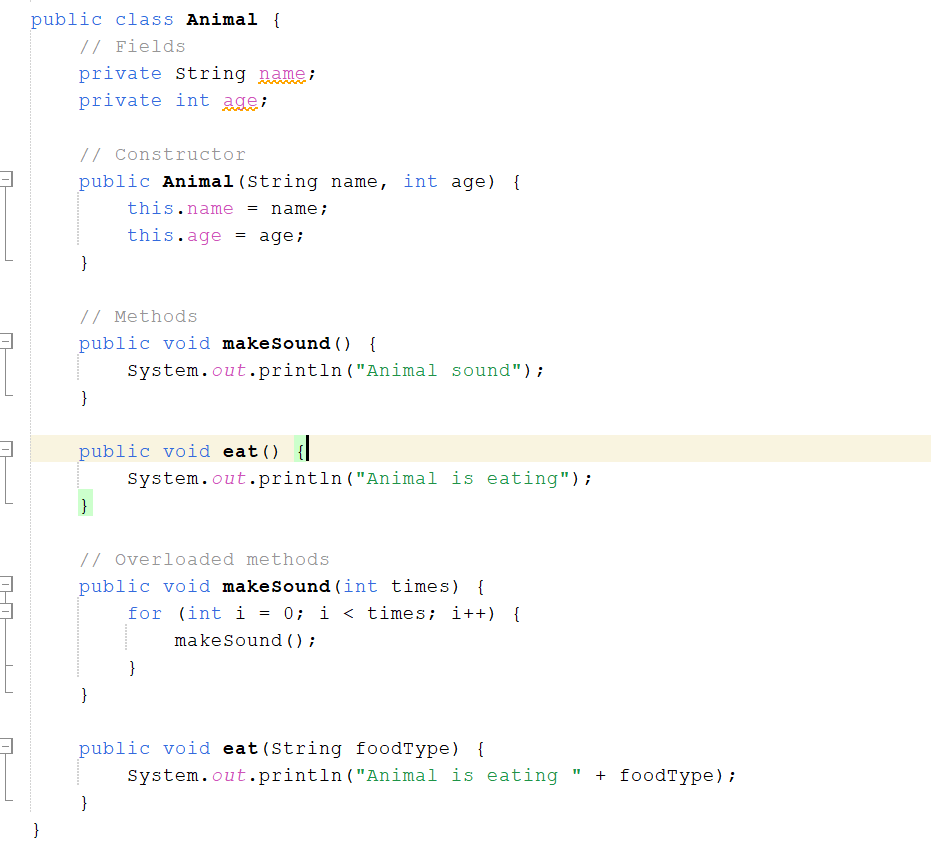 public class Animal {
    // Fields
    private String name;
    private int age;

    // Constructor
    public Animal(String name, int age) {
        this.name = name;
        this.age = age;
    }

    // Methods
    public void makeSound() {
        System.out.println("Animal sound");
    }

    public void eat() {
        System.out.println("Animal is eating");
    }

    // Overloaded methods
    public void makeSound(int times) {
        for (int i = 0; i < times; i++) {
            makeSound();
        }
    }

    public void eat(String foodType) {
        System.out.println("Animal is eating " + foodType);
    }
}